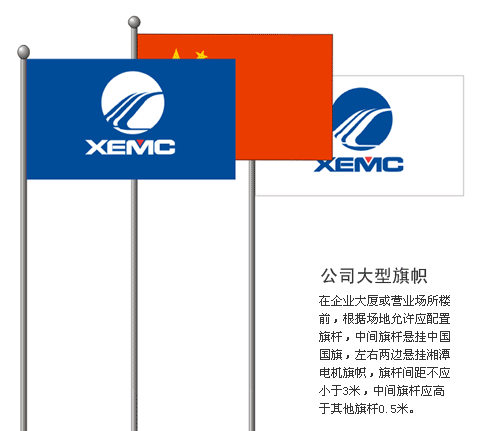 XEMC
XEMC
公司大型旗帜
在企业大厦或营业场所楼
前，根据场地允许应配置
旗杆，中间旗杆悬挂中国
国旗，左右两边悬挂湘潭
电机旗帜，旗杆间距不应
小于3米，中间旗杆应高
于其他旗杆0.5米。